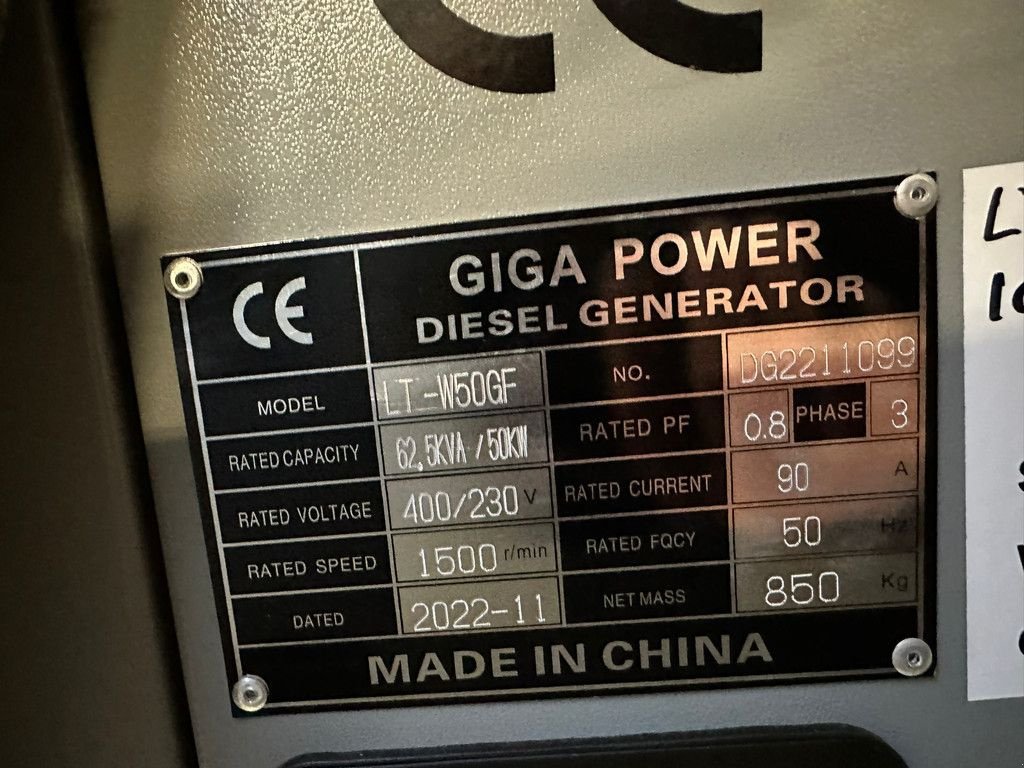 CE
CE
GIGA POWER
DIESEL GENERATOR
MODEL LT-W50GF NO. DG2211099
RATED CAPACITY 62.5KVA/50KW RATED PF 0.8 PHASE 3
RATED VOLTAGE 400/230 V RATED CURRENT 90 A
RATED SPEED 1500 r/min RATED FQCY 50 Hz
DATED 2022-11 NET MASS 850 Kg
MADE IN CHINA